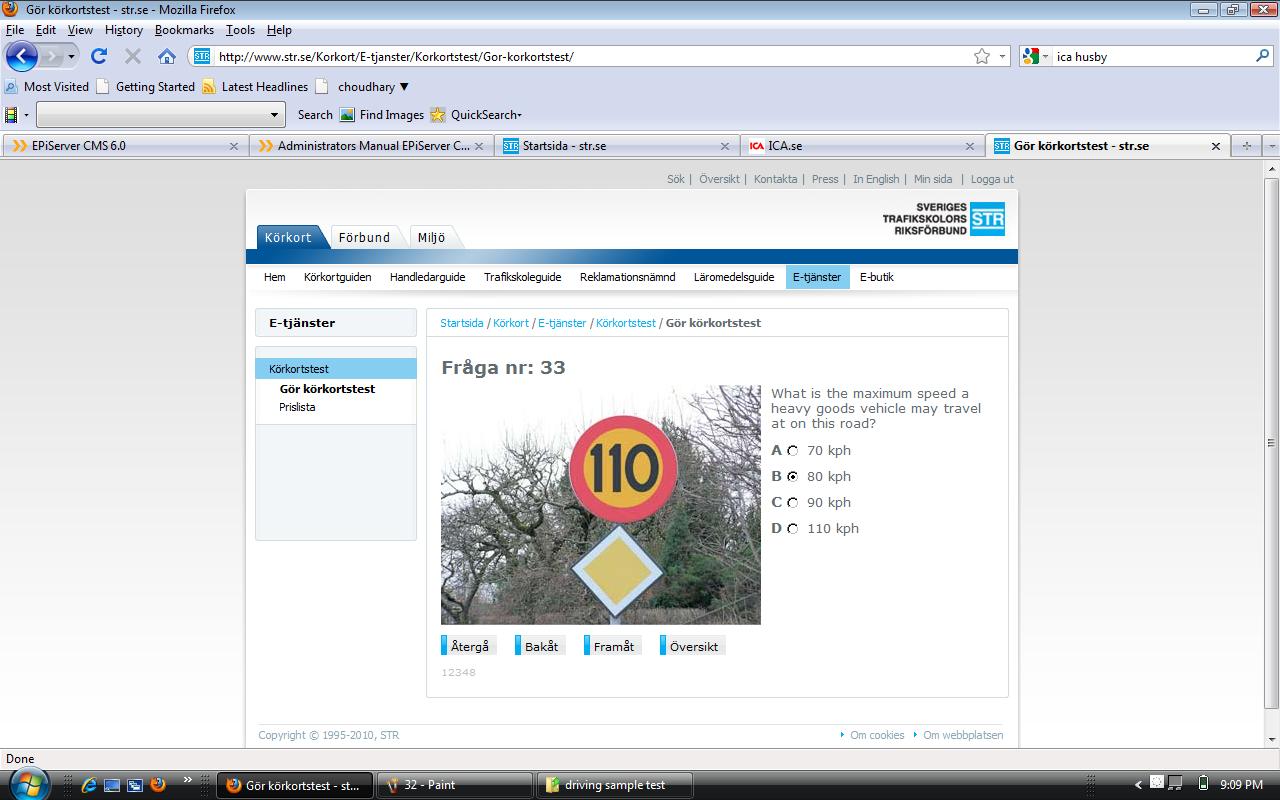 Gör körkortstest - str.se - Mozilla Firefox
File Edit View History Bookmarks Tools Help
STR http://www.str.se/Korkort/E-tjanster/Korkortstest/Gor-korkortstest/ ica husby
Most Visited Getting Started Latest Headlines choudhary
Search Find Images QuickSearch
EPiServer CMS 6.0 Administrators Manual EPiServer C... STR Startsida - str.se ICA ICA.se STR Gör körkortstest - str.se
Sök | Översikt | Kontakta | Press | In English | Min sida | Logga ut
SVERIGES
TRAFIKSKOLORS STR
RIKSFÖRBUND
Körkort Förbund Miljö
Hem Körkortguiden Handledarguide Trafikskoleguide Reklamationsnämnd Läromedelsguide E-tjänster E-butik
E-tjänster
Körkortstest
Gör körkortstest
Prislista
Startsida / Körkort / E-tjänster / Körkortstest / Gör körkortstest
Fråga nr: 33
110
What is the maximum speed a
heavy goods vehicle may travel
at on this road?
A 70 kph
B 80 kph
C 90 kph
D 110 kph
Återgå Bakåt Framåt Översikt
12348
Copyright © 1995-2010, STR Om cookies Om webbplatsen
Done
Gör körkortstest - st... 32 - Paint driving sample test 9:09 PM